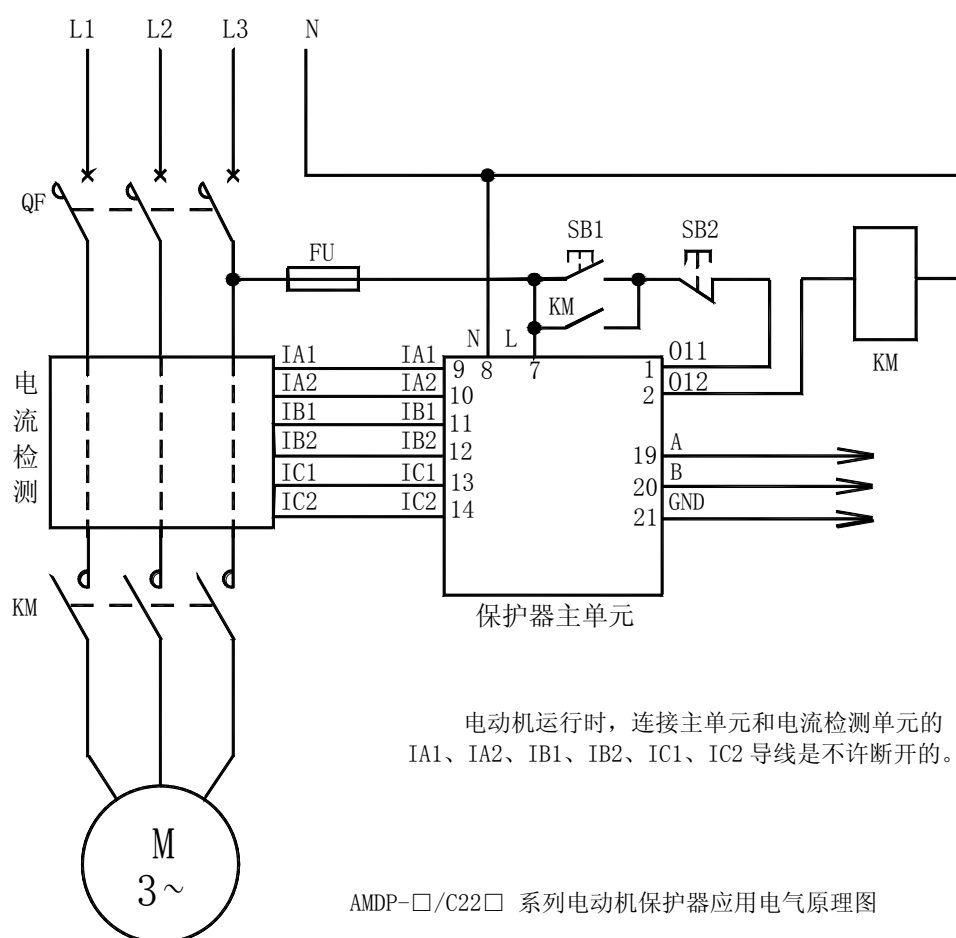 L1 L2 L3 N
QF
FU
SB1 SB2
KM
KM
N L
电流检测
IA1 IA1
IA2 IA2
IB1 IB1
IB2 IB2
IC1 IC1
IC2 IC2
9 8 7
10
11
12
13
14
1 O11
2 O12
19 A
20 B
21 GND
保护器主单元
KM
电动机运行时，连接主单元和电流检测单元的
IA1、IA2、IB1、IB2、IC1、IC2 导线是不许断开的。
M
3～
AMDP-□/C22□ 系列电动机保护器应用电气原理图